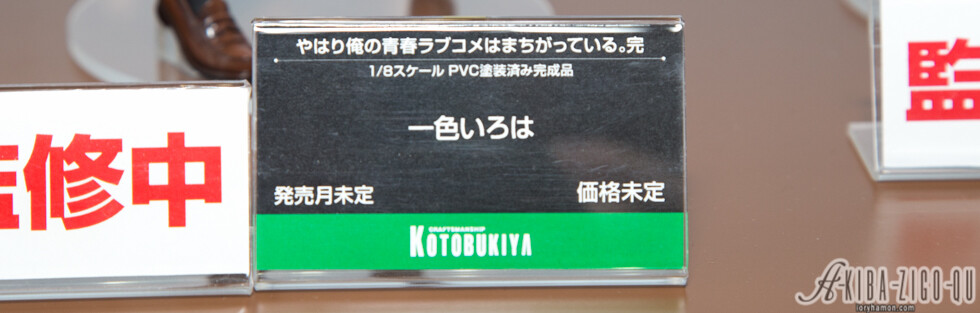 やはり俺の青春ラブコメはまちがっている。完
1/8スケール PVC塗装済み完成品
一色いろは
発売月未定
価格未定
CRAFTSMANSHIP
KOTOBUKIYA
修中
監
AKIBA-ZIGO-QU
loryhamon.com